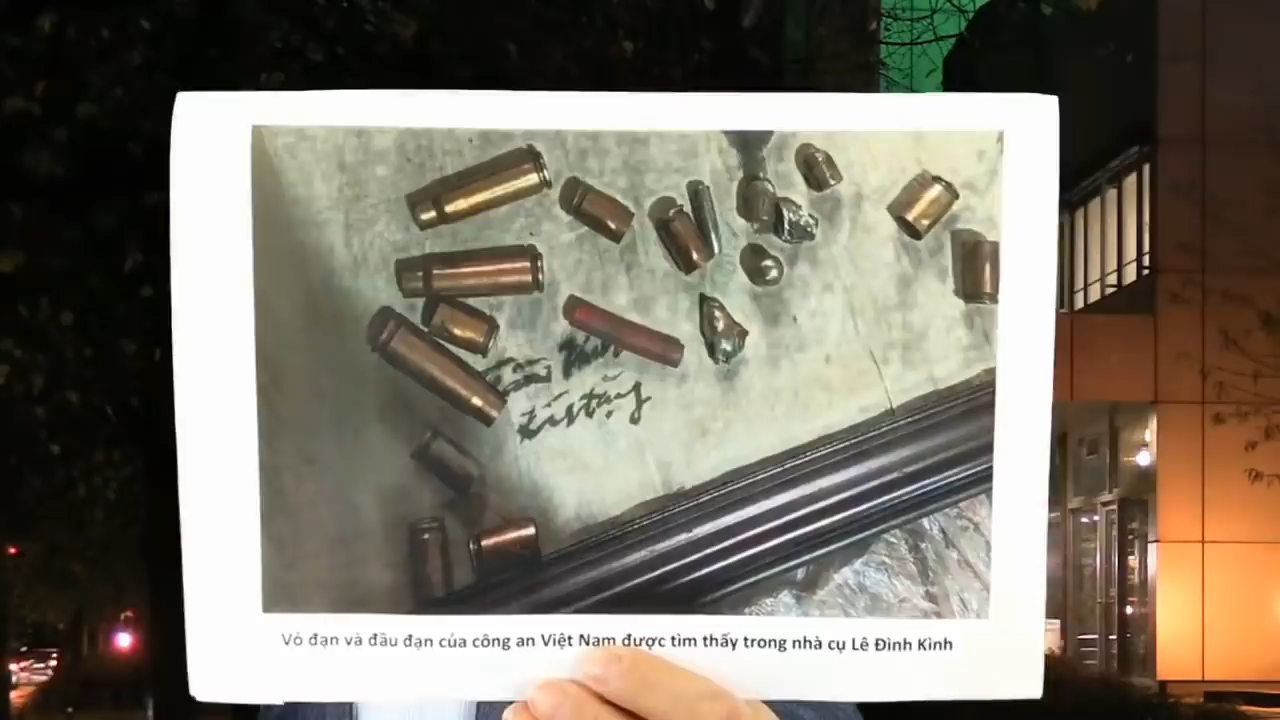 Vỏ đạn và đầu đạn của công an Việt Nam được tìm thấy trong nhà cụ Lê Đình Kình